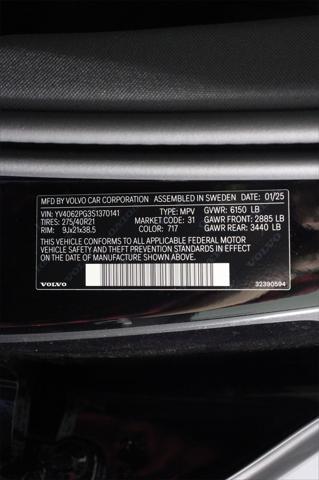 MFD BY VOLVO CAR CORPORATION ASSEMBLED IN SWEDEN DATE 01/25
VIN: YV4062PG3S1370141 TYPE: MPV GVWR: 6150 LB
TIRES: 275/40R21 MARKET CODE: 31 GAWR FRONT: 2885 LB
RIM: 9Jx21x38.5 COLOR: 717 GAWR REAR: 3440 LB
THIS VEHICLE CONFORMS TO ALL APPLICABLE FEDERAL MOTOR
VEHICLE SAFETY STANDARDS IN EFFECT ON THE
DATE OF MANUFACTURE SHOWN ABOVE.
VOLVO 32390594